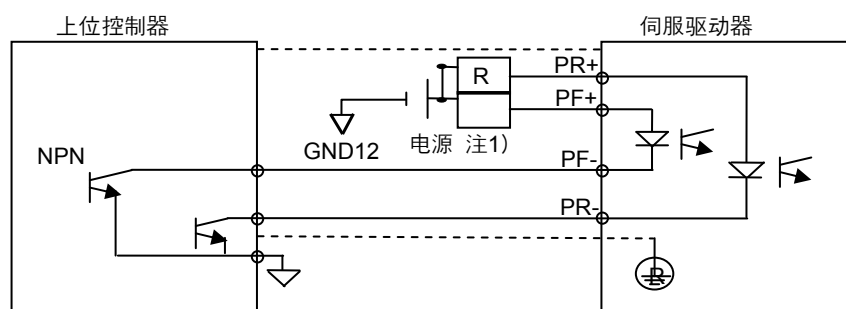 上位控制器
伺服驱动器
R
PR+
PF+
GND12
电源 注1)
NPN
PF-
PR-
R